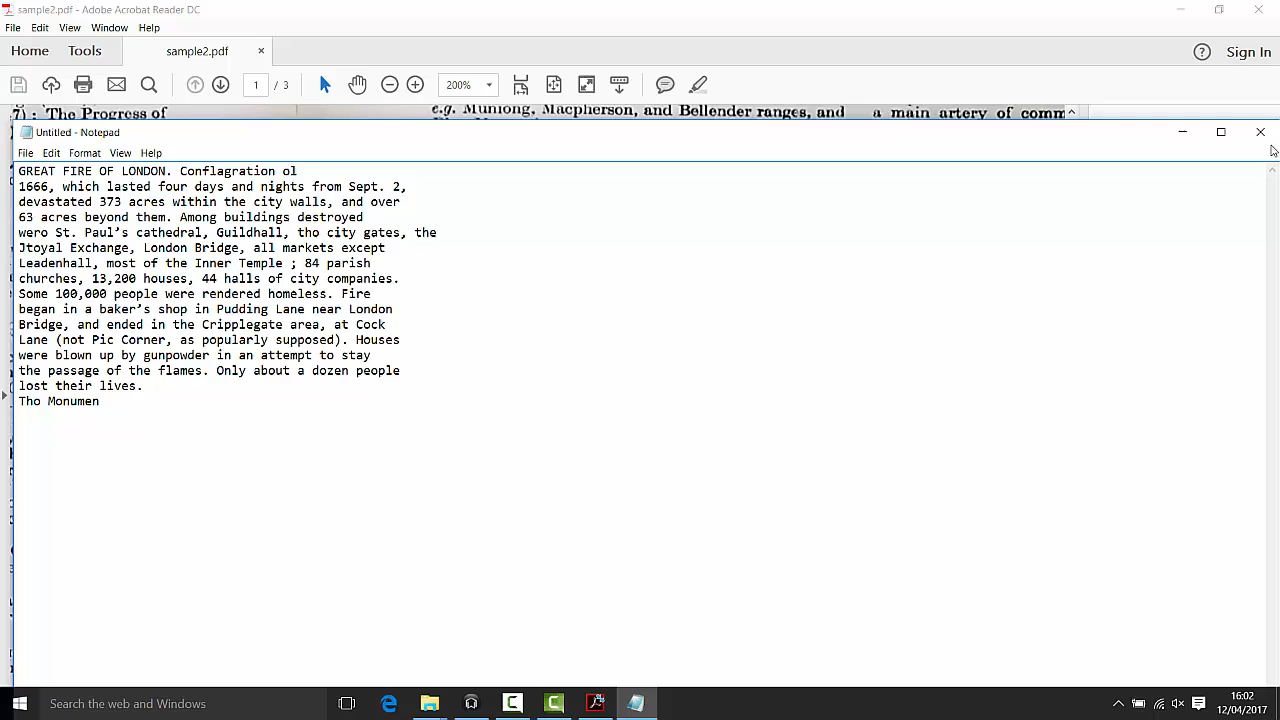 sample2.pdf - Adobe Acrobat Reader DC
File Edit View Window Help
Home Tools sample2.pdf × ? Sign In
1 / 3 200%
7) : The Progress of
e.g. Muniong, Macpherson, and Bellender ranges, and
a main artery of comm
Untitled - Notepad
File Edit Format View Help
GREAT FIRE OF LONDON. Conflagration ol
1666, which lasted four days and nights from Sept. 2,
devastated 373 acres within the city walls, and over
63 acres beyond them. Among buildings destroyed
wero St. Paul’s cathedral, Guildhall, tho city gates, the
Jtoyal Exchange, London Bridge, all markets except
Leadenhall, most of the Inner Temple ; 84 parish
churches, 13,200 houses, 44 halls of city companies.
Some 100,000 people were rendered homeless. Fire
began in a baker’s shop in Pudding Lane near London
Bridge, and ended in the Cripplegate area, at Cock
Lane (not Pic Corner, as popularly supposed). Houses
were blown up by gunpowder in an attempt to stay
the passage of the flames. Only about a dozen people
lost their lives.
Tho Monumen
Search the web and Windows
16:02
12/04/2017